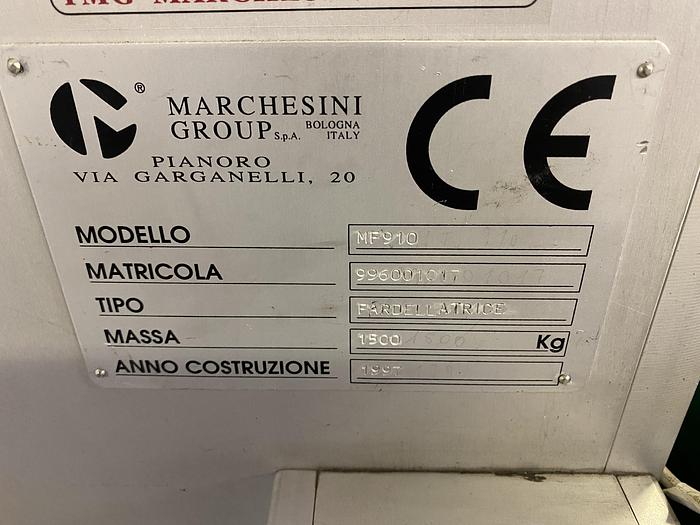 ®
MARCHESINI
GROUP S.p.A. BOLOGNA ITALY
PIANORO
VIA GARGANELLI, 20
CE
MODELLO MF910
MATRICOLA 996001017
TIPO FARDELLATRICE
MASSA 1500 Kg
ANNO COSTRUZIONE 1997